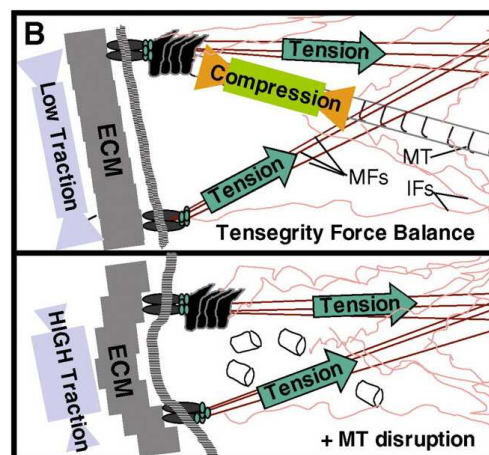 B
Tension
Compression
Low Traction
ECM
Tension
MT
MFs
IFs
Tensegrity Force Balance
Tension
HIGH Traction
ECM
Tension
+ MT disruption